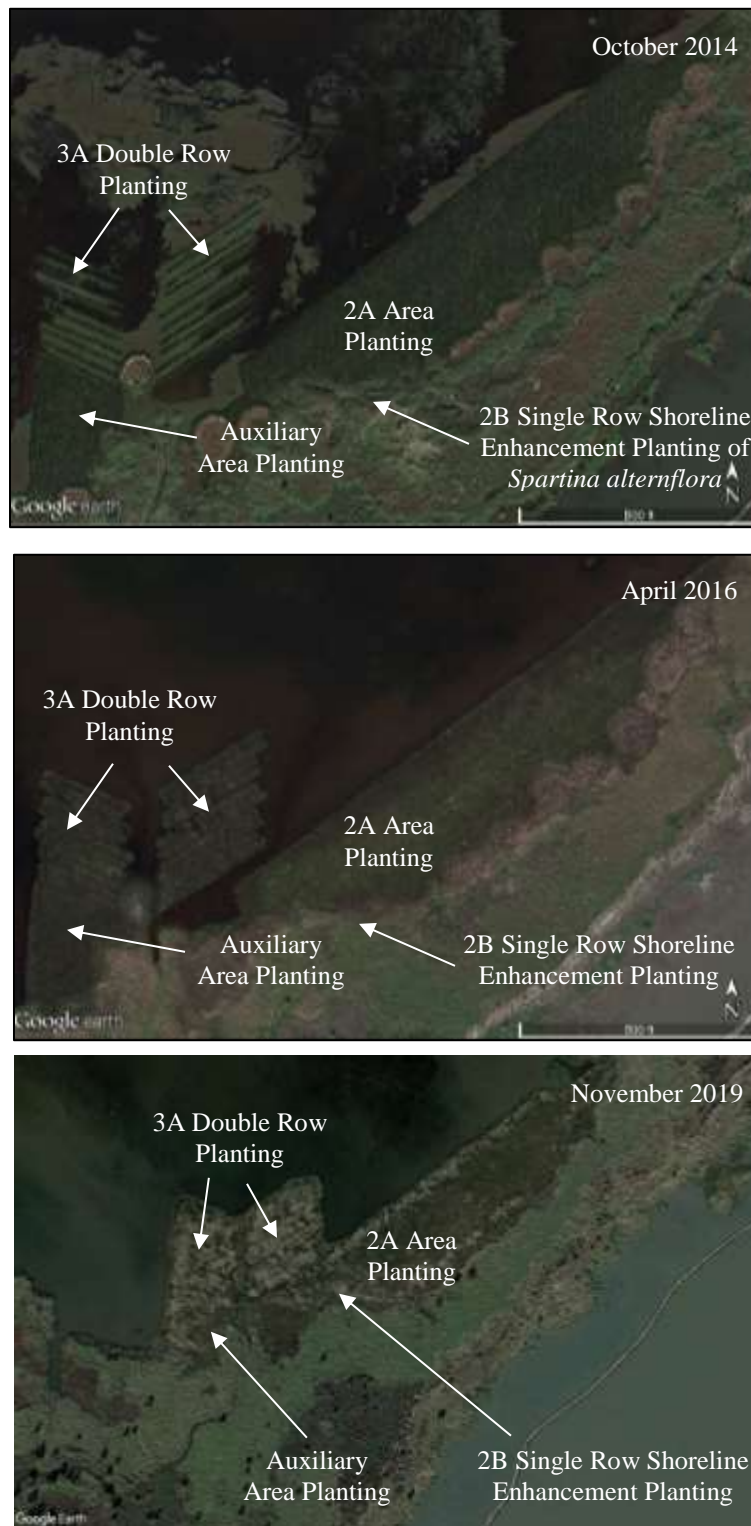 October 2014
3A Double Row
Planting
2A Area
Planting
Auxiliary
Area Planting
2B Single Row Shoreline
Enhancement Planting of
Spartina alternflora
Google earth
N
April 2016
3A Double Row
Planting
2A Area
Planting
Auxiliary
Area Planting
2B Single Row Shoreline
Enhancement Planting
Google earth
N
November 2019
3A Double Row
Planting
2A Area
Planting
Auxiliary
Area Planting
2B Single Row Shoreline
Enhancement Planting
Google Earth